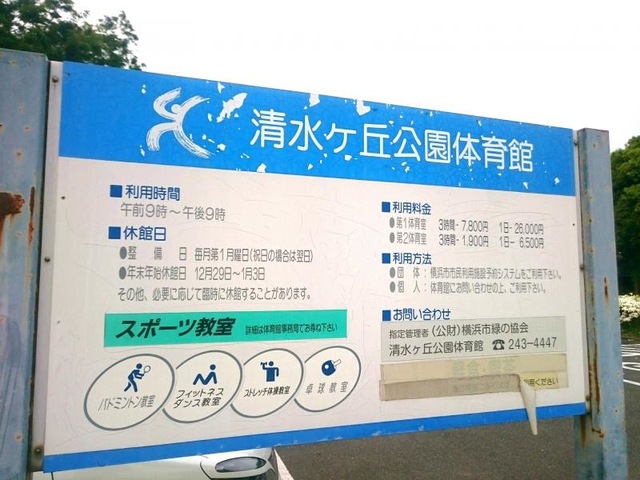 清水ヶ丘公園体育館
■利用時間
午前9時～午後9時
■休館日
●整備日 毎月第1月曜日(祝日の場合は翌日)
●年末年始休館日 12月29日～1月3日
その他、必要に応じて臨時に休館することがあります。
スポーツ教室 詳細は体育館事務局でお尋ね下さい
バドミントン教室
フィットネス
ダンス教室
ストレッチ体操教室
卓球教室
■利用料金
●第1体育室 3時間-7.800円 1日-26.000円
●第2体育室 3時間-1.900円 1日-6.500円
■利用方法
●団体:横浜市市民利用施設予約システムをご利用下さい。
●個人:体育館にお問い合わせの上、ご利用下さい。
■お問い合わせ
指定管理者 (公財)横浜市緑の協会
清水ヶ丘公園体育館 ☎243-4447
利用ください